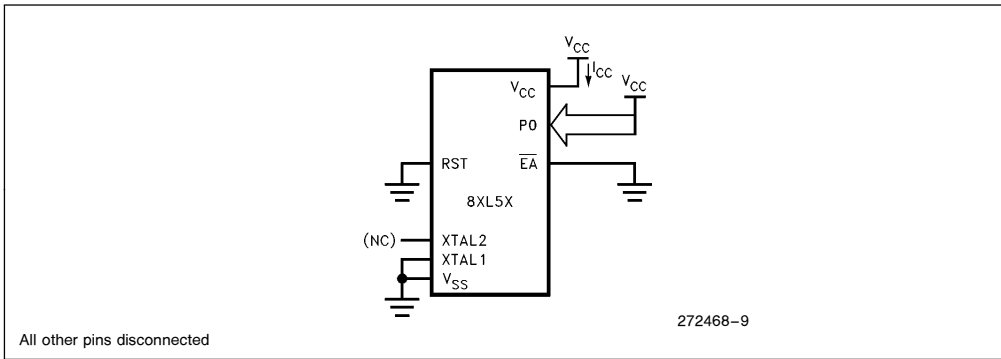 VCC
ICC
VCC
VCC
P0
RST
EA
8XL5X
(NC)
XTAL2
XTAL1
VSS
272468–9
All other pins disconnected